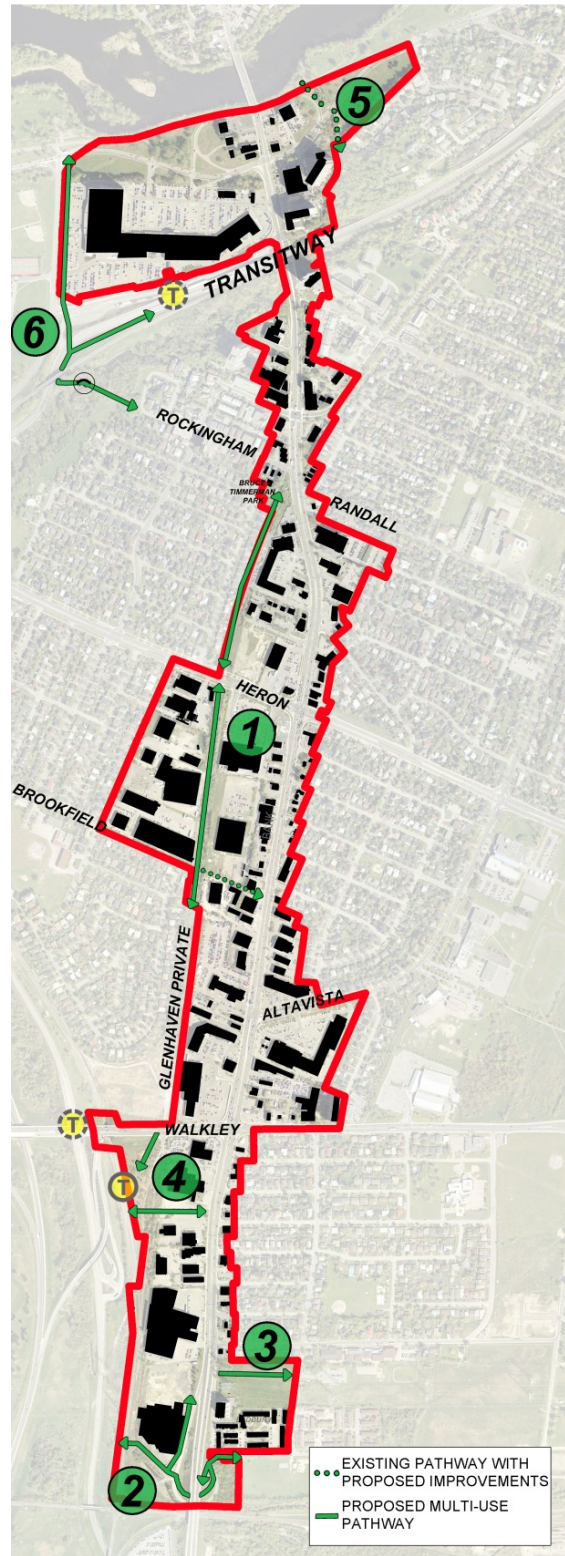 5
TRANSITWAY
T
6
ROCKINGHAM
BRUCE
TIMMERMAN
PARK
RANDALL
HERON
1
BROOKFIELD
GLENHAVEN PRIVATE
ALTAVISTA
T
WALKLEY
T
4
3
2
EXISTING PATHWAY WITH
PROPOSED IMPROVEMENTS
PROPOSED MULTI-USE
PATHWAY